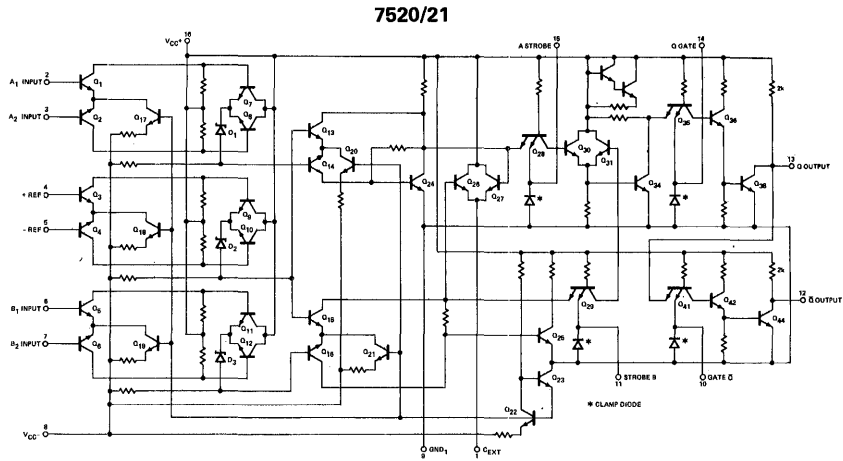 7520/21
16
VCC+
15
A STROBE
14
Q GATE
2
A1 INPUT
Q1
3
A2 INPUT
Q2
Q17
D1
Q7
Q8
Q13
Q14
Q20
Q24
Q26
Q27
Q28
*
Q30
Q31
Q34
Q35
*
Q36
2k
Q38
13
Q OUTPUT
4
+ REF
Q3
5
- REF
Q4
Q18
D2
Q9
Q10
6
B1 INPUT
Q5
7
B2 INPUT
Q6
Q19
D3
Q11
Q12
Q15
Q16
Q21
Q25
Q23
Q22
Q29
*
11
STROBE B
Q41
*
10
GATE Q̄
Q42
2k
Q44
12
Q̄ OUTPUT
* CLAMP DIODE
8
VCC-
9
GND1
1
CEXT